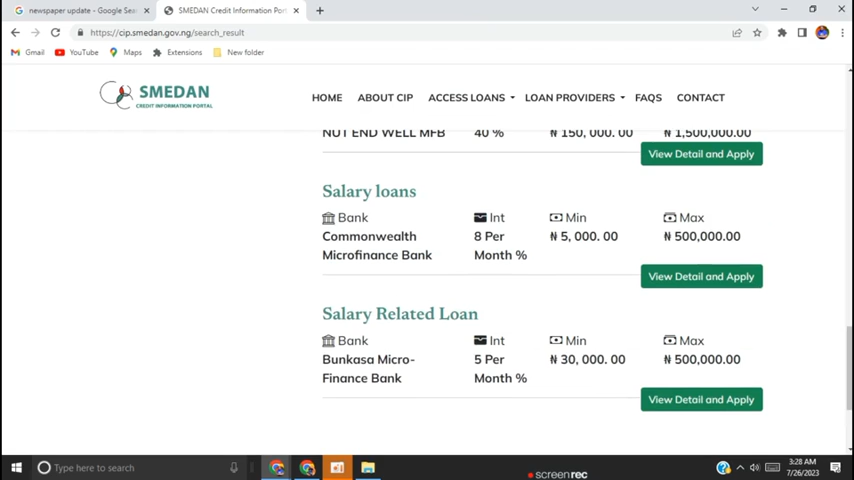 newspaper update - Google Sea
SMEDAN Credit Information Port
https://cip.smedan.gov.ng/search_result
Gmail YouTube Maps Extensions New folder
SMEDAN
CREDIT INFORMATION PORTAL
HOME ABOUT CIP ACCESS LOANS LOAN PROVIDERS FAQS CONTACT
NUT END WELL MFB 40 % ₦ 150, 000. 00 ₦ 1,500,000.00
View Detail and Apply
Salary loans
Bank Int Min Max
Commonwealth 8 Per ₦ 5, 000. 00 ₦ 500,000.00
Microfinance Bank Month %
View Detail and Apply
Salary Related Loan
Bank Int Min Max
Bunkasa Micro- 5 Per ₦ 30, 000. 00 ₦ 500,000.00
Finance Bank Month %
View Detail and Apply
Type here to search
screenrec
3:28 AM
7/26/2023